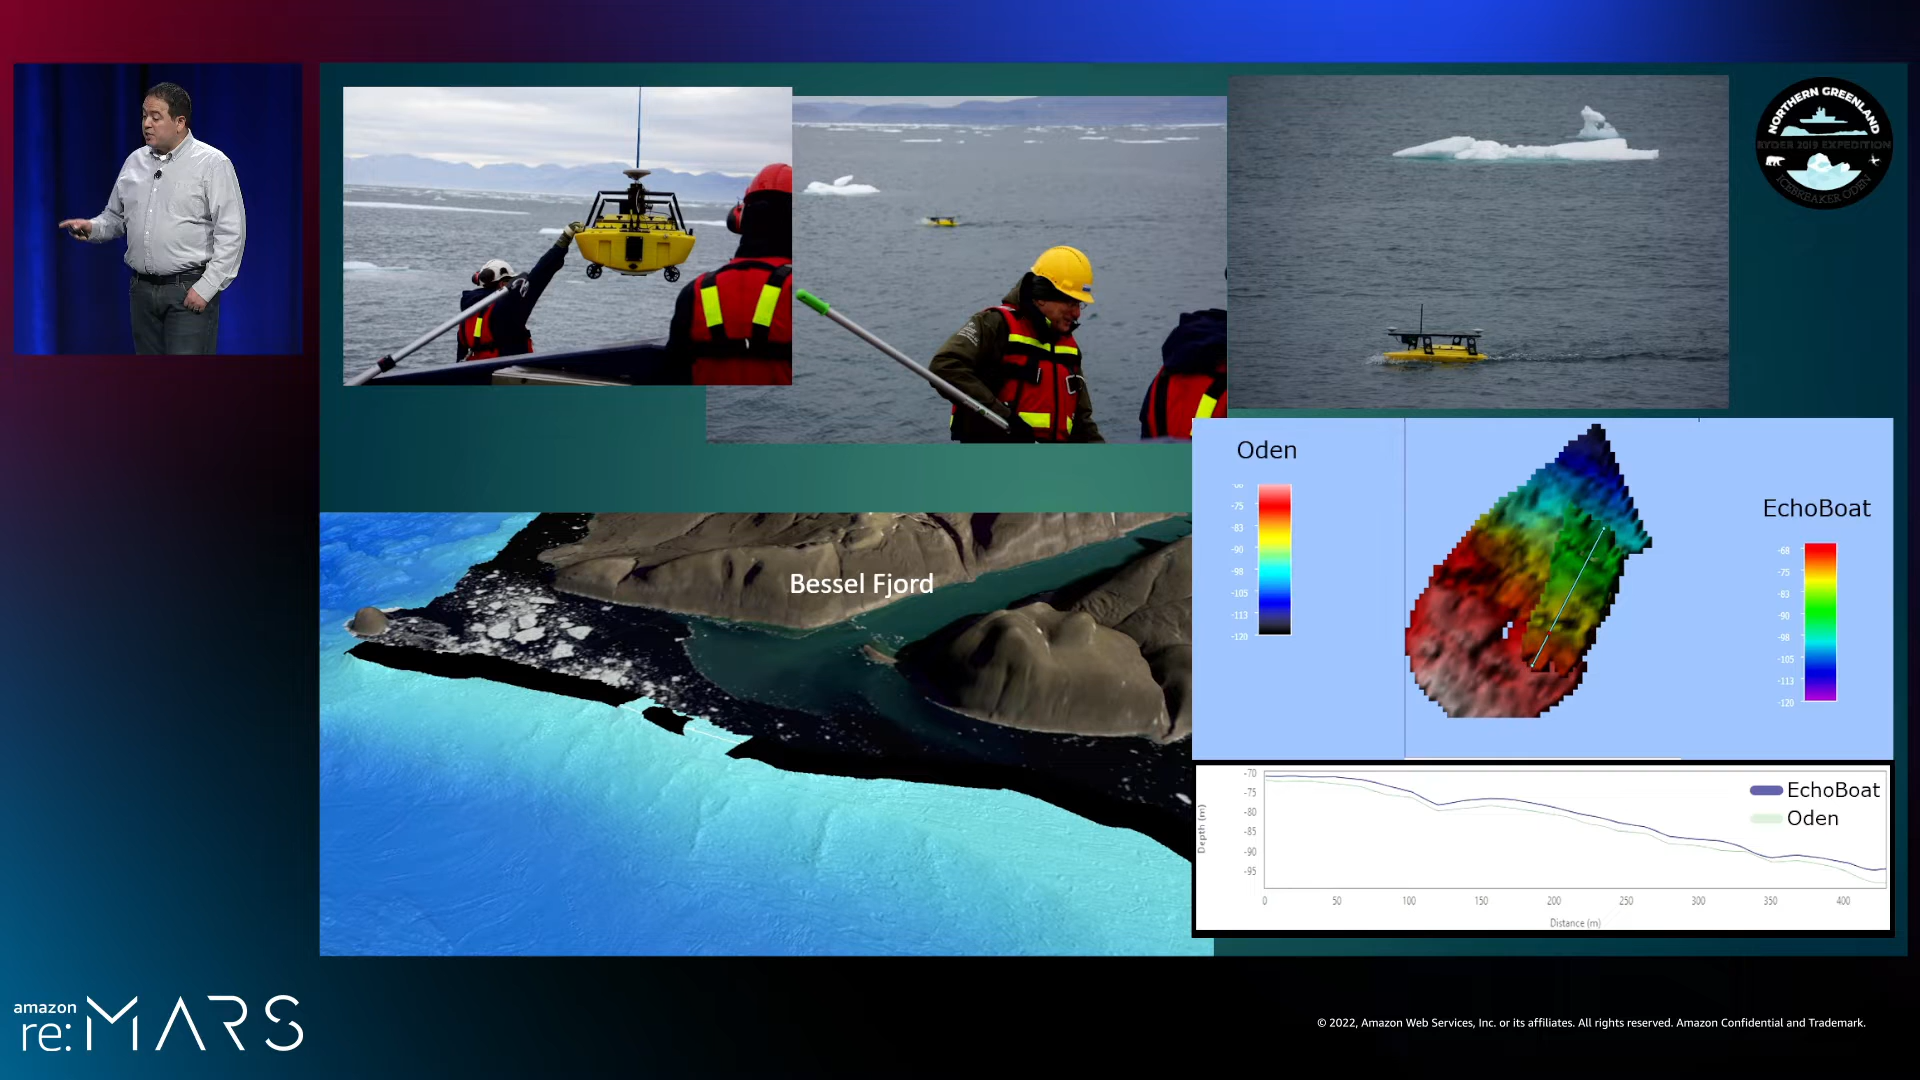 NORTHERN GREENLAND
RYDER 2019 EXPEDITION
ICEBREAKER ODEN
Oden
-75
-83
-90
-98
-105
-113
-120
EchoBoat
-68
-75
-83
-90
-98
-105
-113
-120
Bessel Fjord
EchoBoat
Oden
Depth (m)
-70
-75
-80
-85
-90
-95
0 50 100 150 200 250 300 350 400
Distance (m)
amazon
re:MARS
© 2022, Amazon Web Services, Inc. or its affiliates. All rights reserved. Amazon Confidential and Trademark.